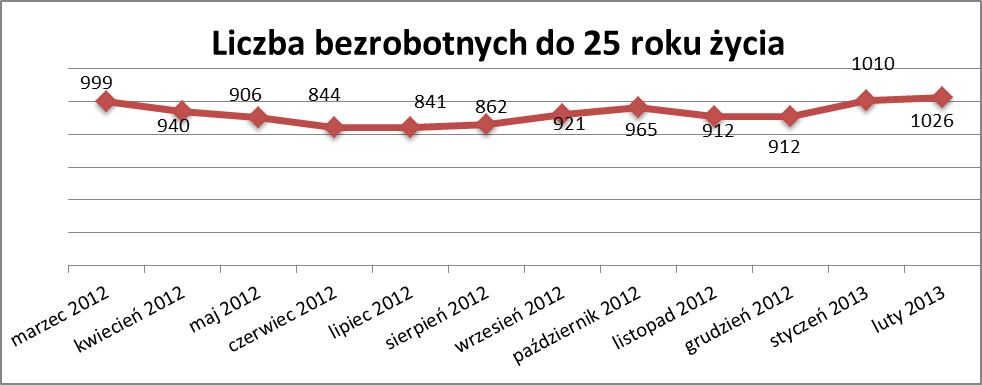 Liczba bezrobotnych do 25 roku życia
999
940
906
844
841
862
921
965
912
912
1010
1026
marzec 2012
kwiecień 2012
maj 2012
czerwiec 2012
lipiec 2012
sierpień 2012
wrzesień 2012
październik 2012
listopad 2012
grudzień 2012
styczeń 2013
luty 2013